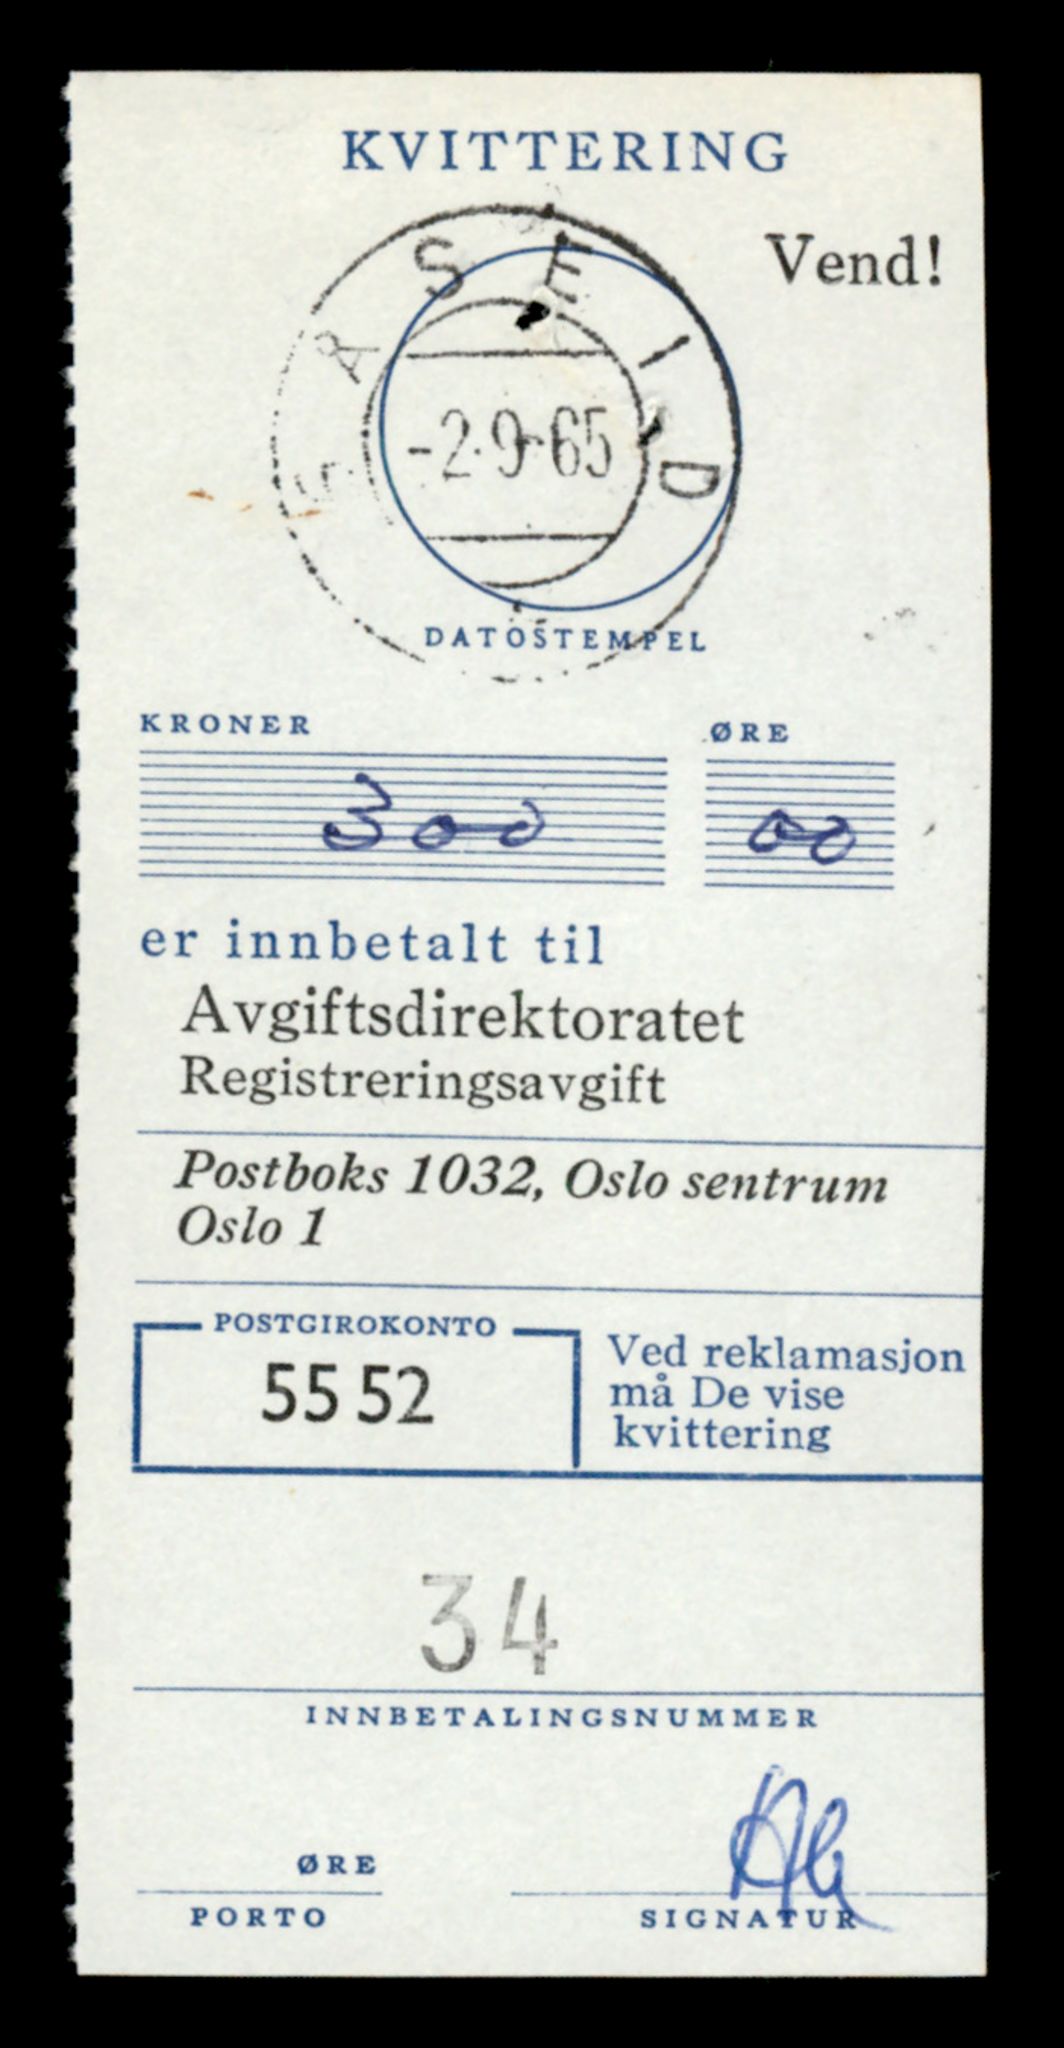 KVITTERING
Vend!
-2.9-65
DATOSTEMPEL
KRONER ØRE
300 00
er innbetalt til
Avgiftsdirektoratet
Registreringsavgift
Postboks 1032, Oslo sentrum
Oslo 1
POSTGIROKONTO
55 52
Ved reklamasjon
må De vise
kvittering
34
INNBETALINGSNUMMER
ØRE
PORTO
SIGNATUR